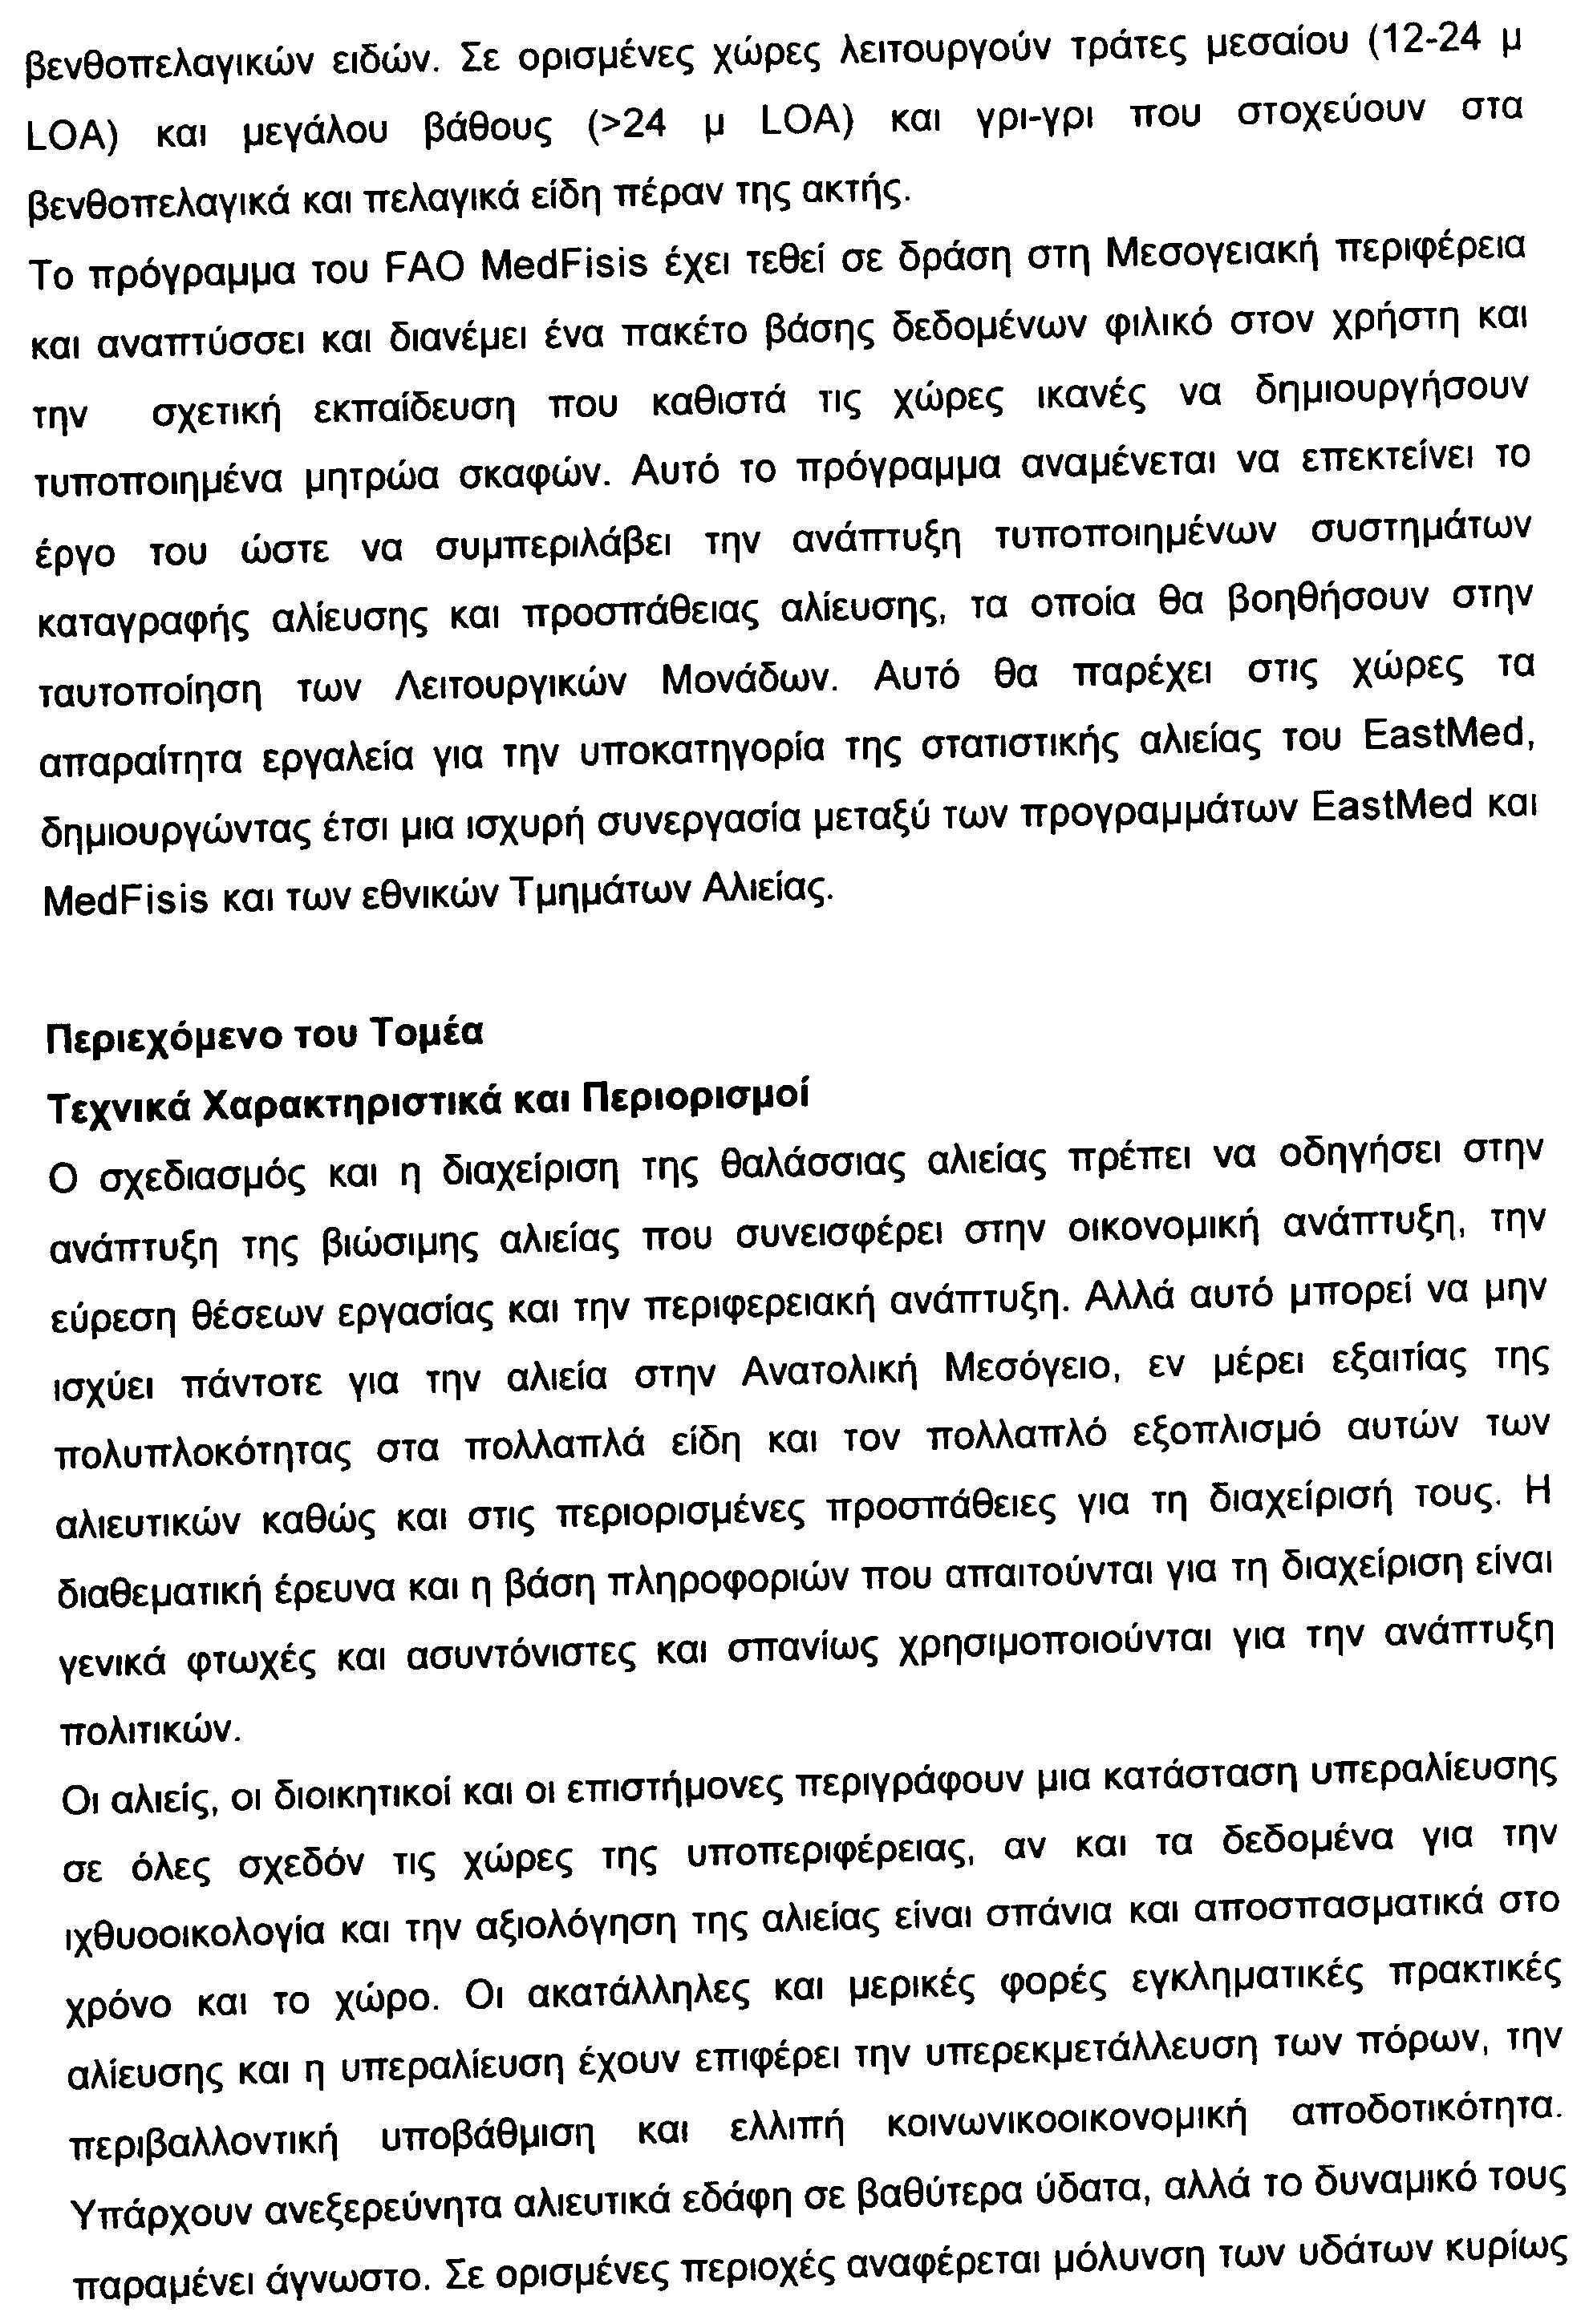 βενθοπελαγικών ειδών. Σε ορισμένες χώρες λειτουργούν τράτες μεσαίου (12-24 μ
LOA) και μεγάλου βάθους (>24 μ LOA) και γρι-γρι που στοχεύουν στα
βενθοπελαγικά και πελαγικά είδη πέραν της ακτής.
Το πρόγραμμα του FAO MedFisis έχει τεθεί σε δράση στη Μεσογειακή περιφέρεια
και αναπτύσσει και διανέμει ένα πακέτο βάσης δεδομένων φιλικό στον χρήστη και
την σχετική εκπαίδευση που καθιστά τις χώρες ικανές να δημιουργήσουν
τυποποιημένα μητρώα σκαφών. Αυτό το πρόγραμμα αναμένεται να επεκτείνει το
έργο του ώστε να συμπεριλάβει την ανάπτυξη τυποποιημένων συστημάτων
καταγραφής αλίευσης και προσπάθειας αλίευσης, τα οποία θα βοηθήσουν στην
ταυτοποίηση των Λειτουργικών Μονάδων. Αυτό θα παρέχει στις χώρες τα
απαραίτητα εργαλεία για την υποκατηγορία της στατιστικής αλιείας του EastMed,
δημιουργώντας έτσι μια ισχυρή συνεργασία μεταξύ των προγραμμάτων EastMed και
MedFisis και των εθνικών Τμημάτων Αλιείας.
Περιεχόμενο του Τομέα
Τεχνικά Χαρακτηριστικά και Περιορισμοί
Ο σχεδιασμός και η διαχείριση της θαλάσσιας αλιείας πρέπει να οδηγήσει στην
ανάπτυξη της βιώσιμης αλιείας που συνεισφέρει στην οικονομική ανάπτυξη, την
εύρεση θέσεων εργασίας και την περιφερειακή ανάπτυξη. Αλλά αυτό μπορεί να μην
ισχύει πάντοτε για την αλιεία στην Ανατολική Μεσόγειο, εν μέρει εξαιτίας της
πολυπλοκότητας στα πολλαπλά είδη και τον πολλαπλό εξοπλισμό αυτών των
αλιευτικών καθώς και στις περιορισμένες προσπάθειες για τη διαχείρισή τους. Η
διαθεματική έρευνα και η βάση πληροφοριών που απαιτούνται για τη διαχείριση είναι
γενικά φτωχές και ασυντόνιστες και σπανίως χρησιμοποιούνται για την ανάπτυξη
πολιτικών.
Οι αλιείς, οι διοικητικοί και οι επιστήμονες περιγράφουν μια κατάσταση υπεραλίευσης
σε όλες σχεδόν τις χώρες της υποπεριφέρειας, αν και τα δεδομένα για την
ιχθυοοικολογία και την αξιολόγηση της αλιείας είναι σπάνια και αποσπασματικά στο
χρόνο και το χώρο. Οι ακατάλληλες και μερικές φορές εγκληματικές πρακτικές
αλίευσης και η υπεραλίευση έχουν επιφέρει την υπερεκμετάλλευση των πόρων, την
περιβαλλοντική υποβάθμιση και ελλιπή κοινωνικοοικονομική αποδοτικότητα.
Υπάρχουν ανεξερεύνητα αλιευτικά εδάφη σε βαθύτερα ύδατα, αλλά το δυναμικό τους
παραμένει άγνωστο. Σε ορισμένες περιοχές αναφέρεται μόλυνση των υδάτων κυρίως